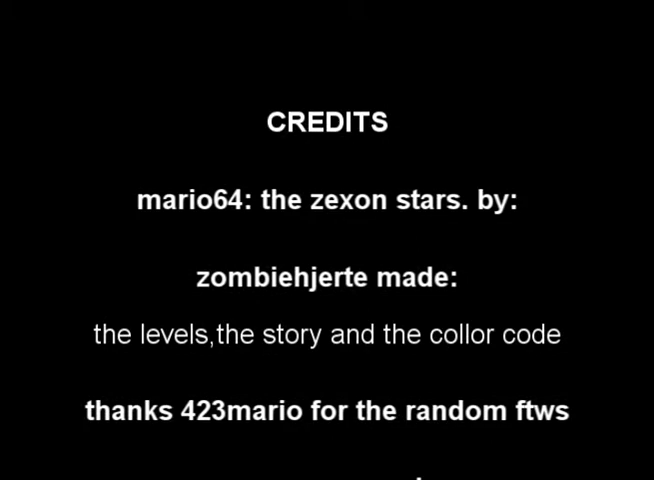 CREDITS
mario64: the zexon stars. by:
zombiehjerte made:
the levels,the story and the collor code
thanks 423mario for the random ftws